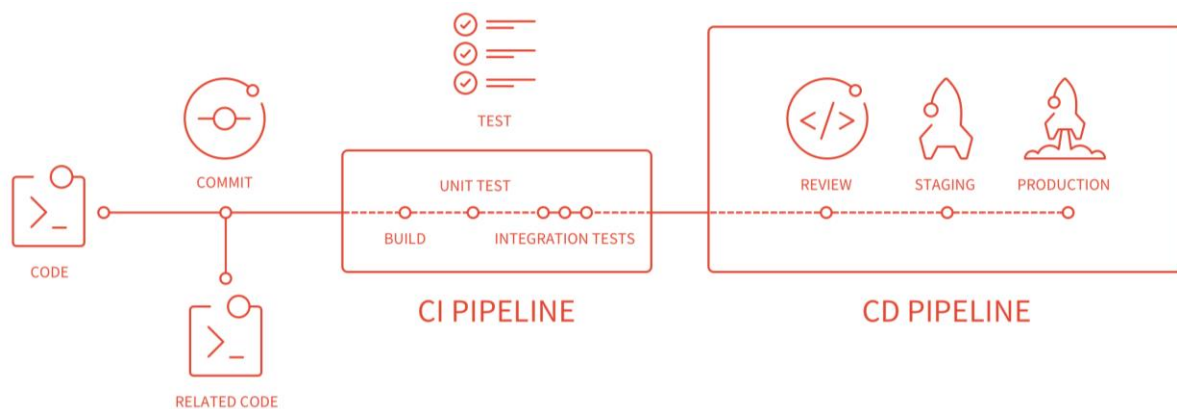 TEST
COMMIT
CODE
RELATED CODE
UNIT TEST
BUILD
INTEGRATION TESTS
CI PIPELINE
REVIEW
STAGING
PRODUCTION
CD PIPELINE